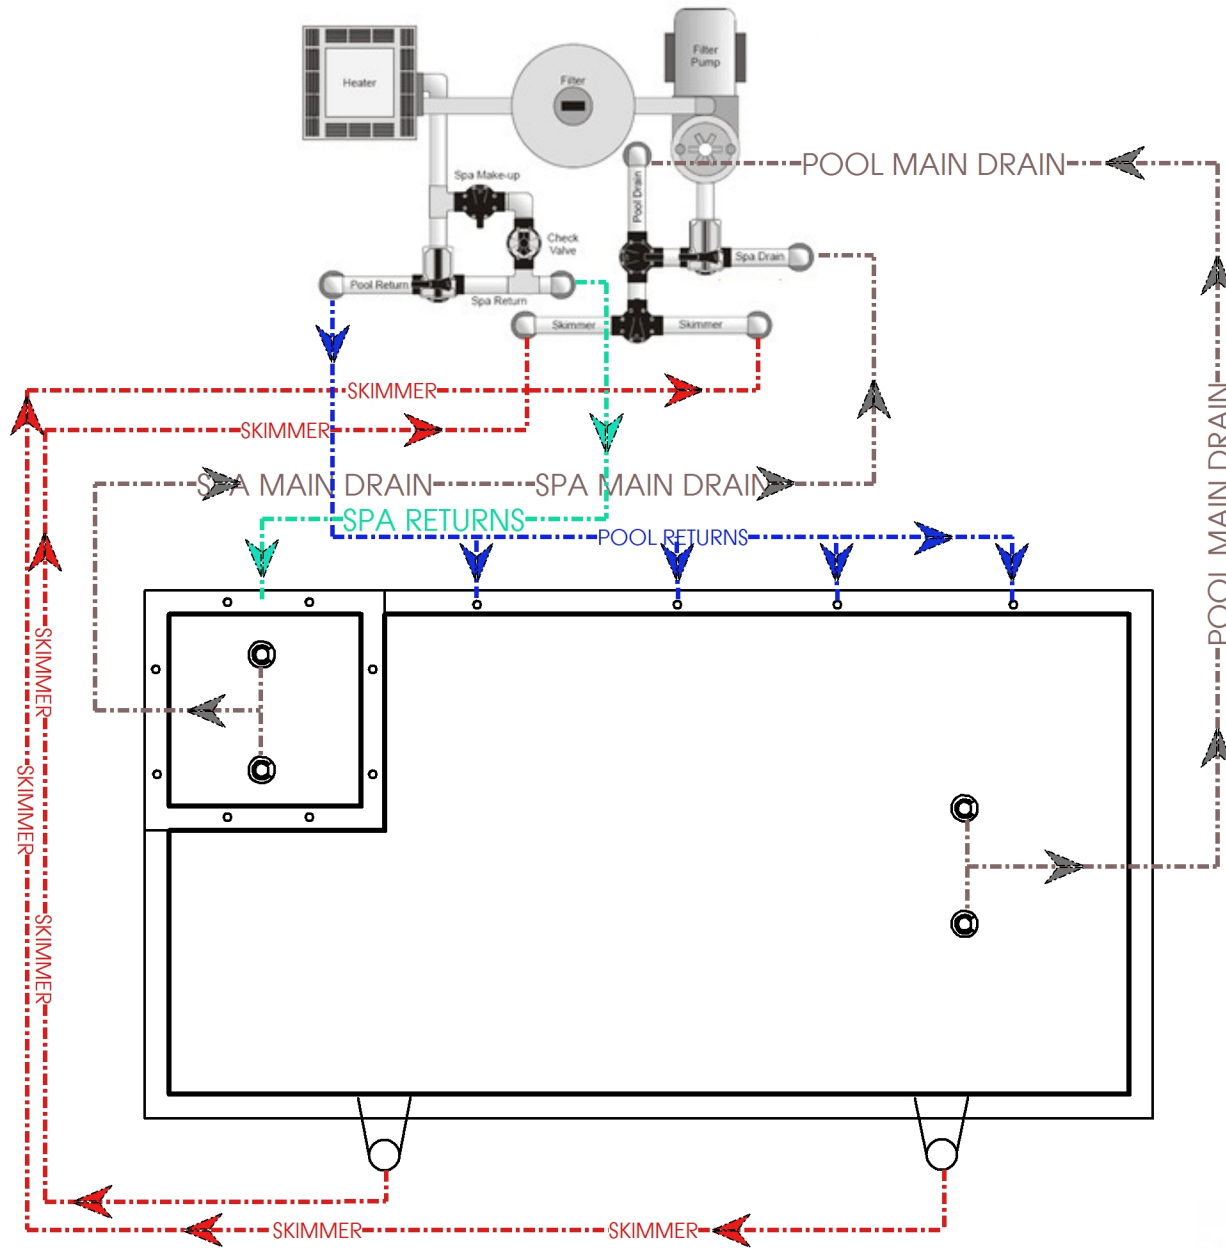 Filter
Pump
Heater
Filter
POOL MAIN DRAIN
Spa Make-up
Pool Drain
Check
Valve
Spa Drain
Pool Return
Spa Return
Skimmer
Skimmer
SKIMMER
SKIMMER
SPA MAIN DRAIN
SPA MAIN DRAIN
SPA RETURNS
POOL RETURNS
POOL MAIN DRAIN
SKIMMER
SKIMMER
SKIMMER
SKIMMER
SKIMMER